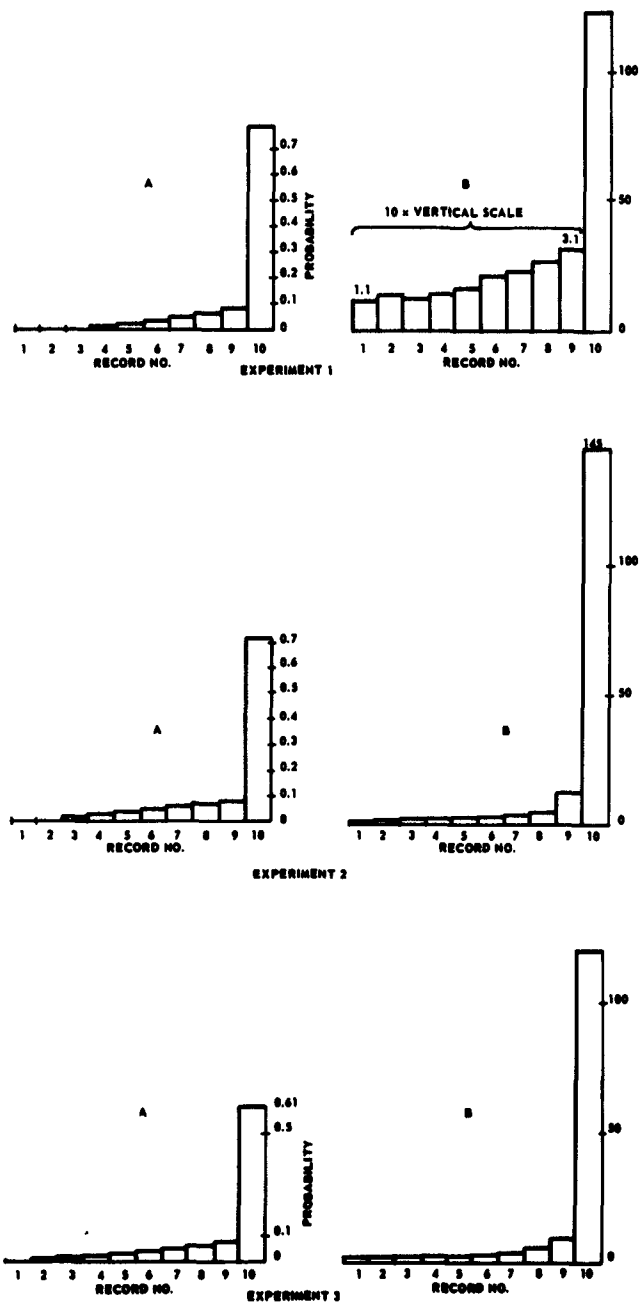 A
B
0.7
0.6
0.5
0.4
0.3
0.2
0.1
0
PROBABILITY
10 x VERTICAL SCALE
1.1
3.1
100
50
0
1 2 3 4 5 6 7 8 9 10
RECORD NO.
1 2 3 4 5 6 7 8 9 10
RECORD NO.
EXPERIMENT 1
A
B
0.7
0.6
0.5
0.4
0.3
0.2
0.1
0
145
100
50
0
1 2 3 4 5 6 7 8 9 10
RECORD NO.
1 2 3 4 5 6 7 8 9 10
RECORD NO.
EXPERIMENT 2
A
B
0.61
0.5
0.1
0
PROBABILITY
100
50
0
1 2 3 4 5 6 7 8 9 10
RECORD NO.
1 2 3 4 5 6 7 8 9 10
RECORD NO.
EXPERIMENT 3